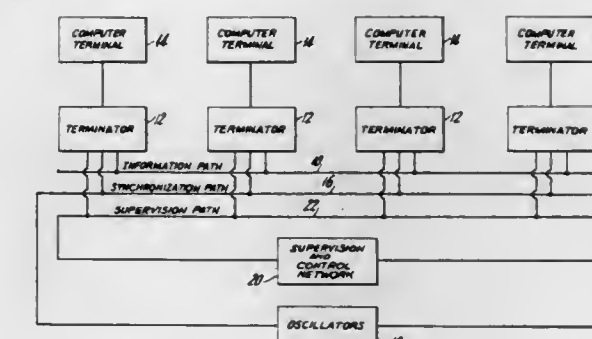 COMPUTER TERMINAL
14
COMPUTER TERMINAL
14
COMPUTER TERMINAL
14
COMPUTER TERMINAL
TERMINATOR
12
TERMINATOR
12
TERMINATOR
12
TERMINATOR
INFORMATION PATH
SYNCHRONIZATION PATH
16
SUPERVISION PATH
22
SUPERVISION
AND
CONTROL
NETWORK
20
OSCILLATORS